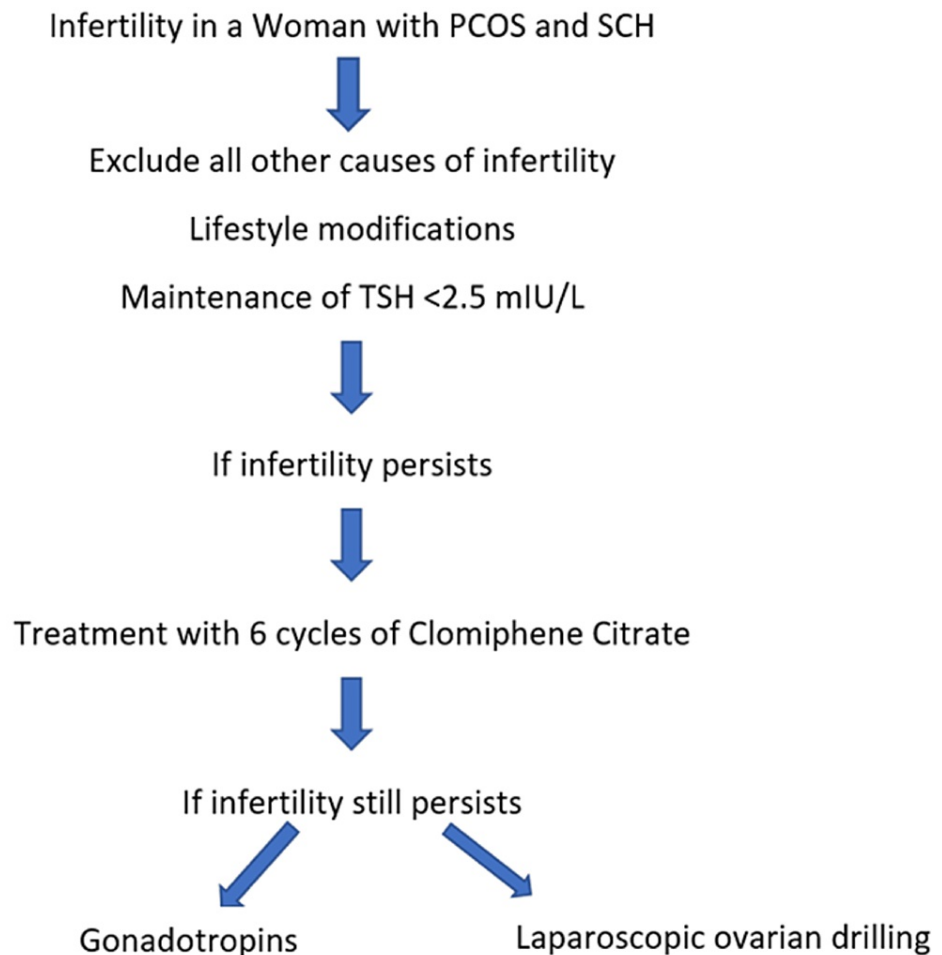 Infertility in a Woman with PCOS and SCH
Exclude all other causes of infertility
Lifestyle modifications
Maintenance of TSH <2.5 mIU/L
If infertility persists
Treatment with 6 cycles of Clomiphene Citrate
If infertility still persists
Gonadotropins
Laparoscopic ovarian drilling